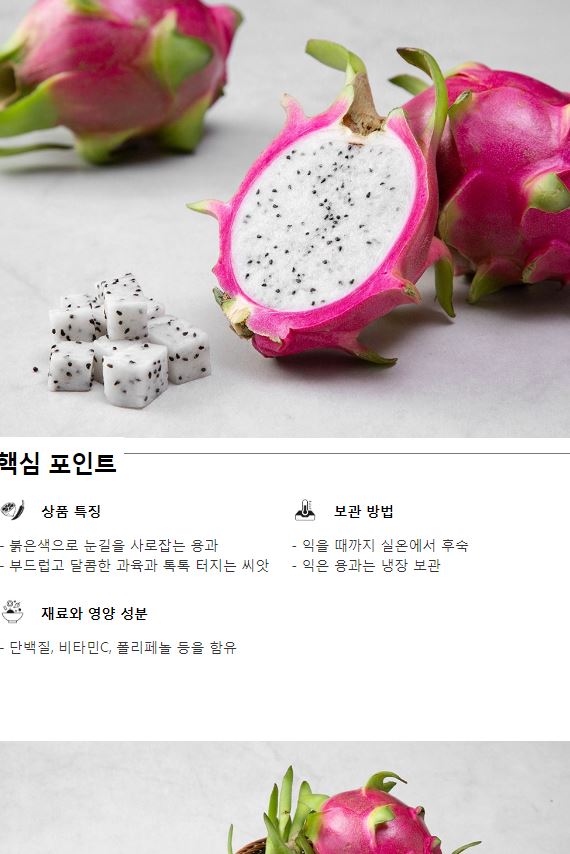 핵심 포인트
상품 특징
- 붉은색으로 눈길을 사로잡는 용과
- 부드럽고 달콤한 과육과 톡톡 터지는 씨앗
보관 방법
- 익을 때까지 실온에서 후숙
- 익은 용과는 냉장 보관
재료와 영양 성분
- 단백질, 비타민C, 폴리페놀 등을 함유